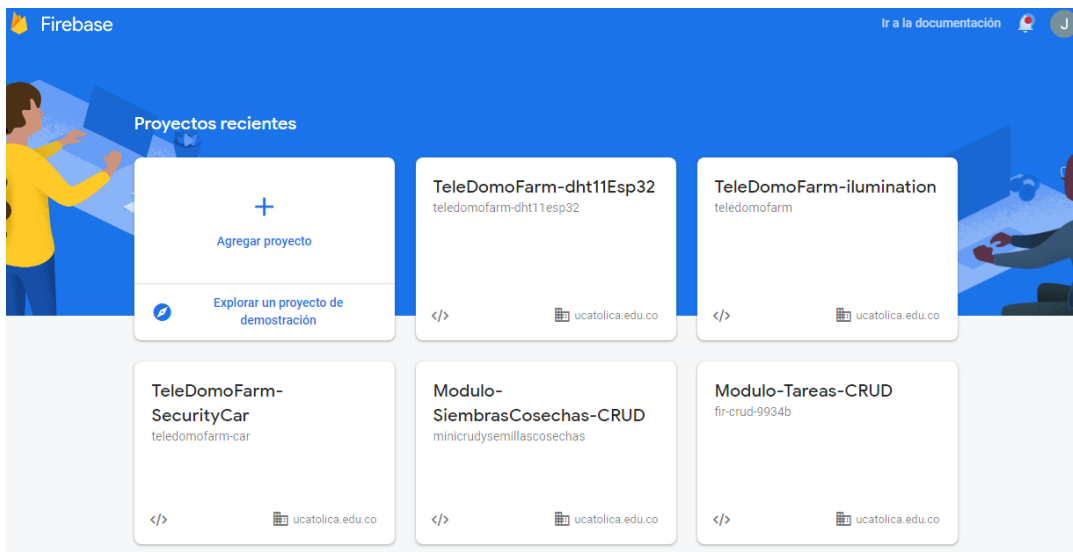 Firebase
Ir a la documentación
J
Proyectos recientes
Agregar proyecto
Explorar un proyecto de
demostración
TeleDomoFarm-dht11Esp32
teledomofarm-dht11esp32
</>
ucatolica.edu.co
TeleDomoFarm-ilumination
teledomofarm
</>
ucatolica.edu.co
TeleDomoFarm-
SecurityCar
teledomofarm-car
</>
ucatolica.edu.co
Modulo-
SiembrasCosechas-CRUD
minicrudysemillascosechas
</>
ucatolica.edu.co
Modulo-Tareas-CRUD
fir-crud-9934b
</>
ucatolica.edu.co